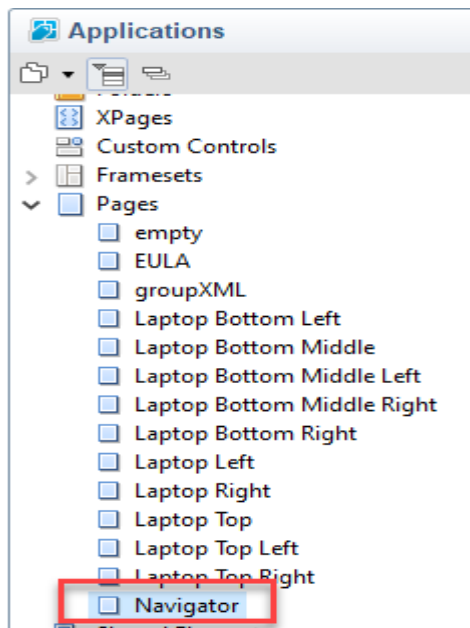 Applications
XPages
Custom Controls
Framesets
Pages
empty
EULA
groupXML
Laptop Bottom Left
Laptop Bottom Middle
Laptop Bottom Middle Left
Laptop Bottom Middle Right
Laptop Bottom Right
Laptop Left
Laptop Right
Laptop Top
Laptop Top Left
Laptop Top Right
Navigator